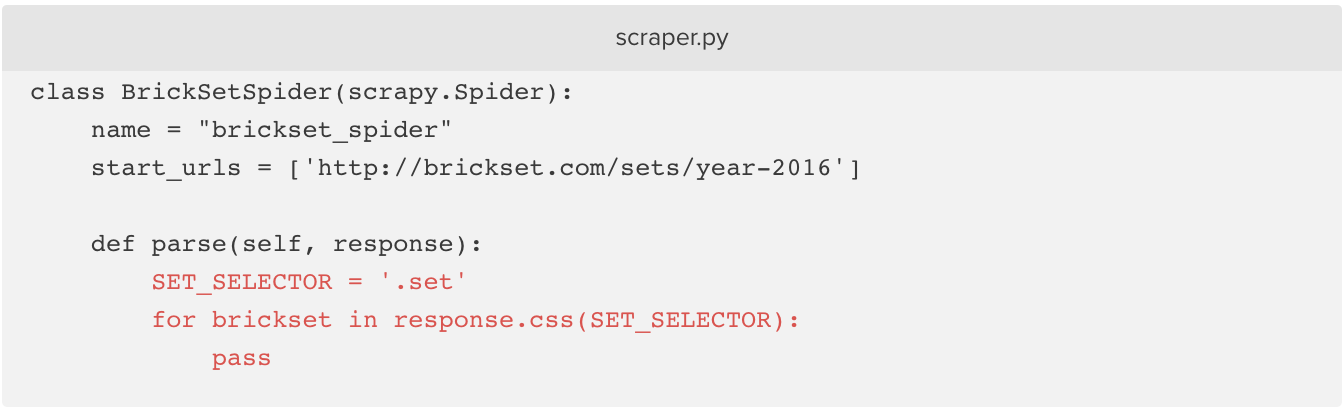 scraper.py
class BrickSetSpider(scrapy.Spider):
    name = "brickset_spider"
    start_urls = ['http://brickset.com/sets/year-2016']

    def parse(self, response):
        SET_SELECTOR = '.set'
        for brickset in response.css(SET_SELECTOR):
            pass